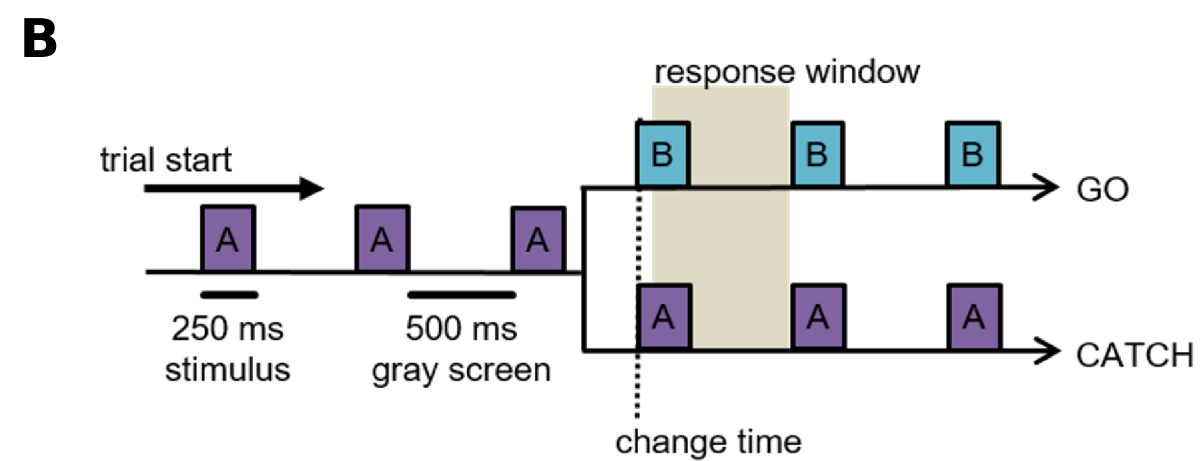 B
response window
trial start
B B B
GO
A A A
250 ms
stimulus
500 ms
gray screen
A A A
CATCH
change time